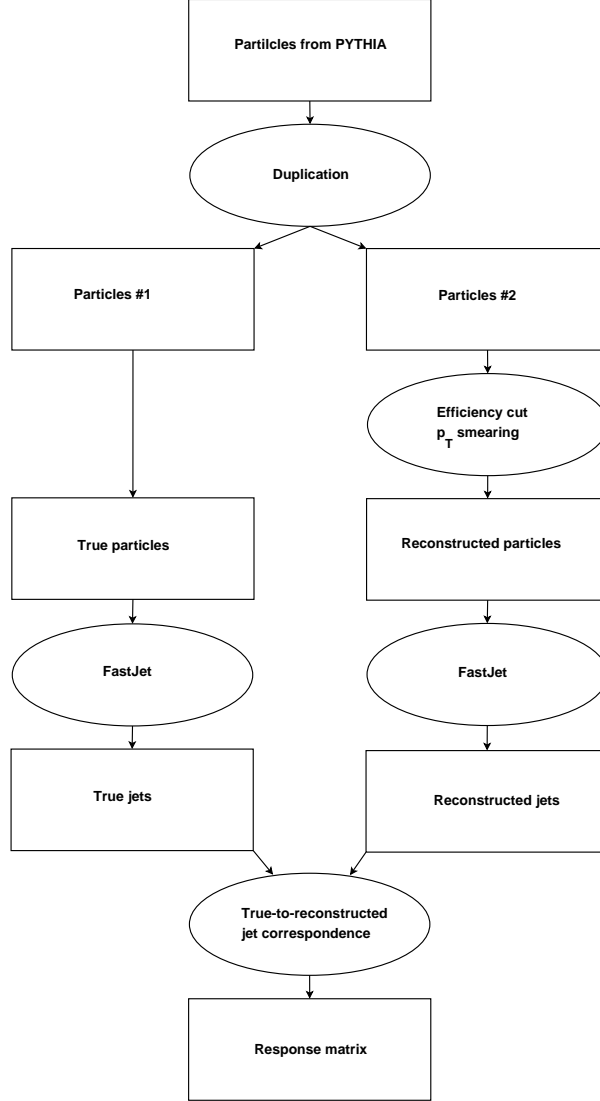 Partilcles from PYTHIA
Duplication
Particles #1
Particles #2
Efficiency cut
p_T smearing
True particles
Reconstructed particles
FastJet
FastJet
True jets
Reconstructed jets
True-to-reconstructed
jet correspondence
Response matrix